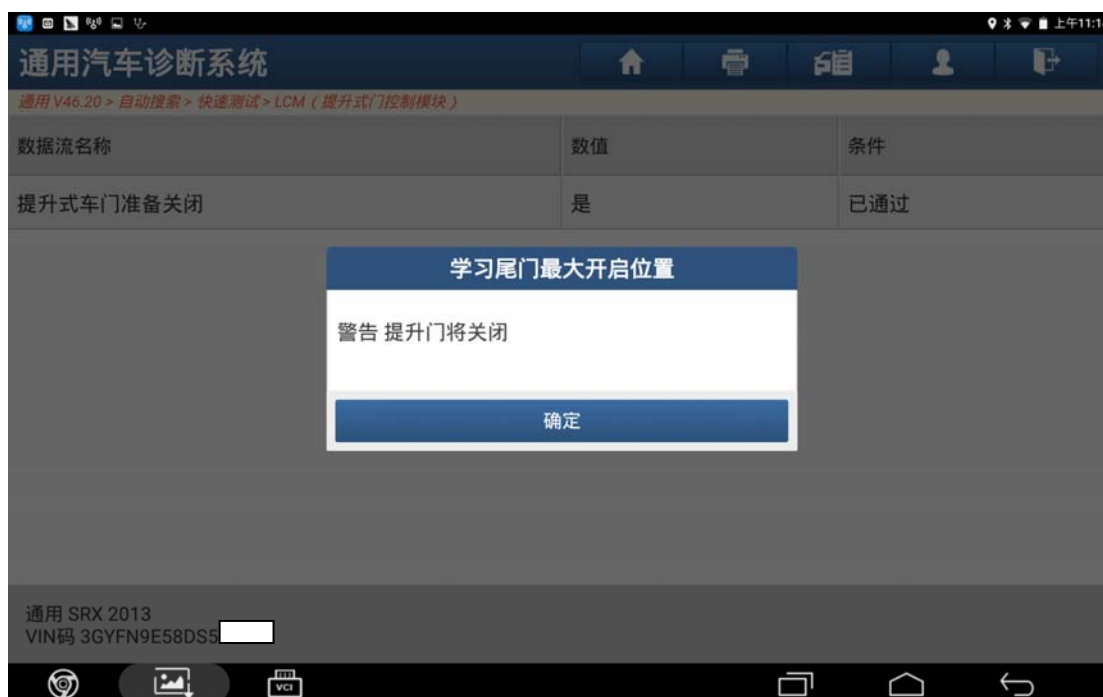 上午11:1
通用汽车诊断系统
通用 V46.20 > 自动搜索 > 快速测试 > LCM ( 提升式门控制模块 )
数据流名称 数值 条件
提升式车门准备关闭 是 已通过
学习尾门最大开启位置
警告 提升门将关闭
确定
通用 SRX 2013
VIN码 3GYFN9E58DS5
VCI